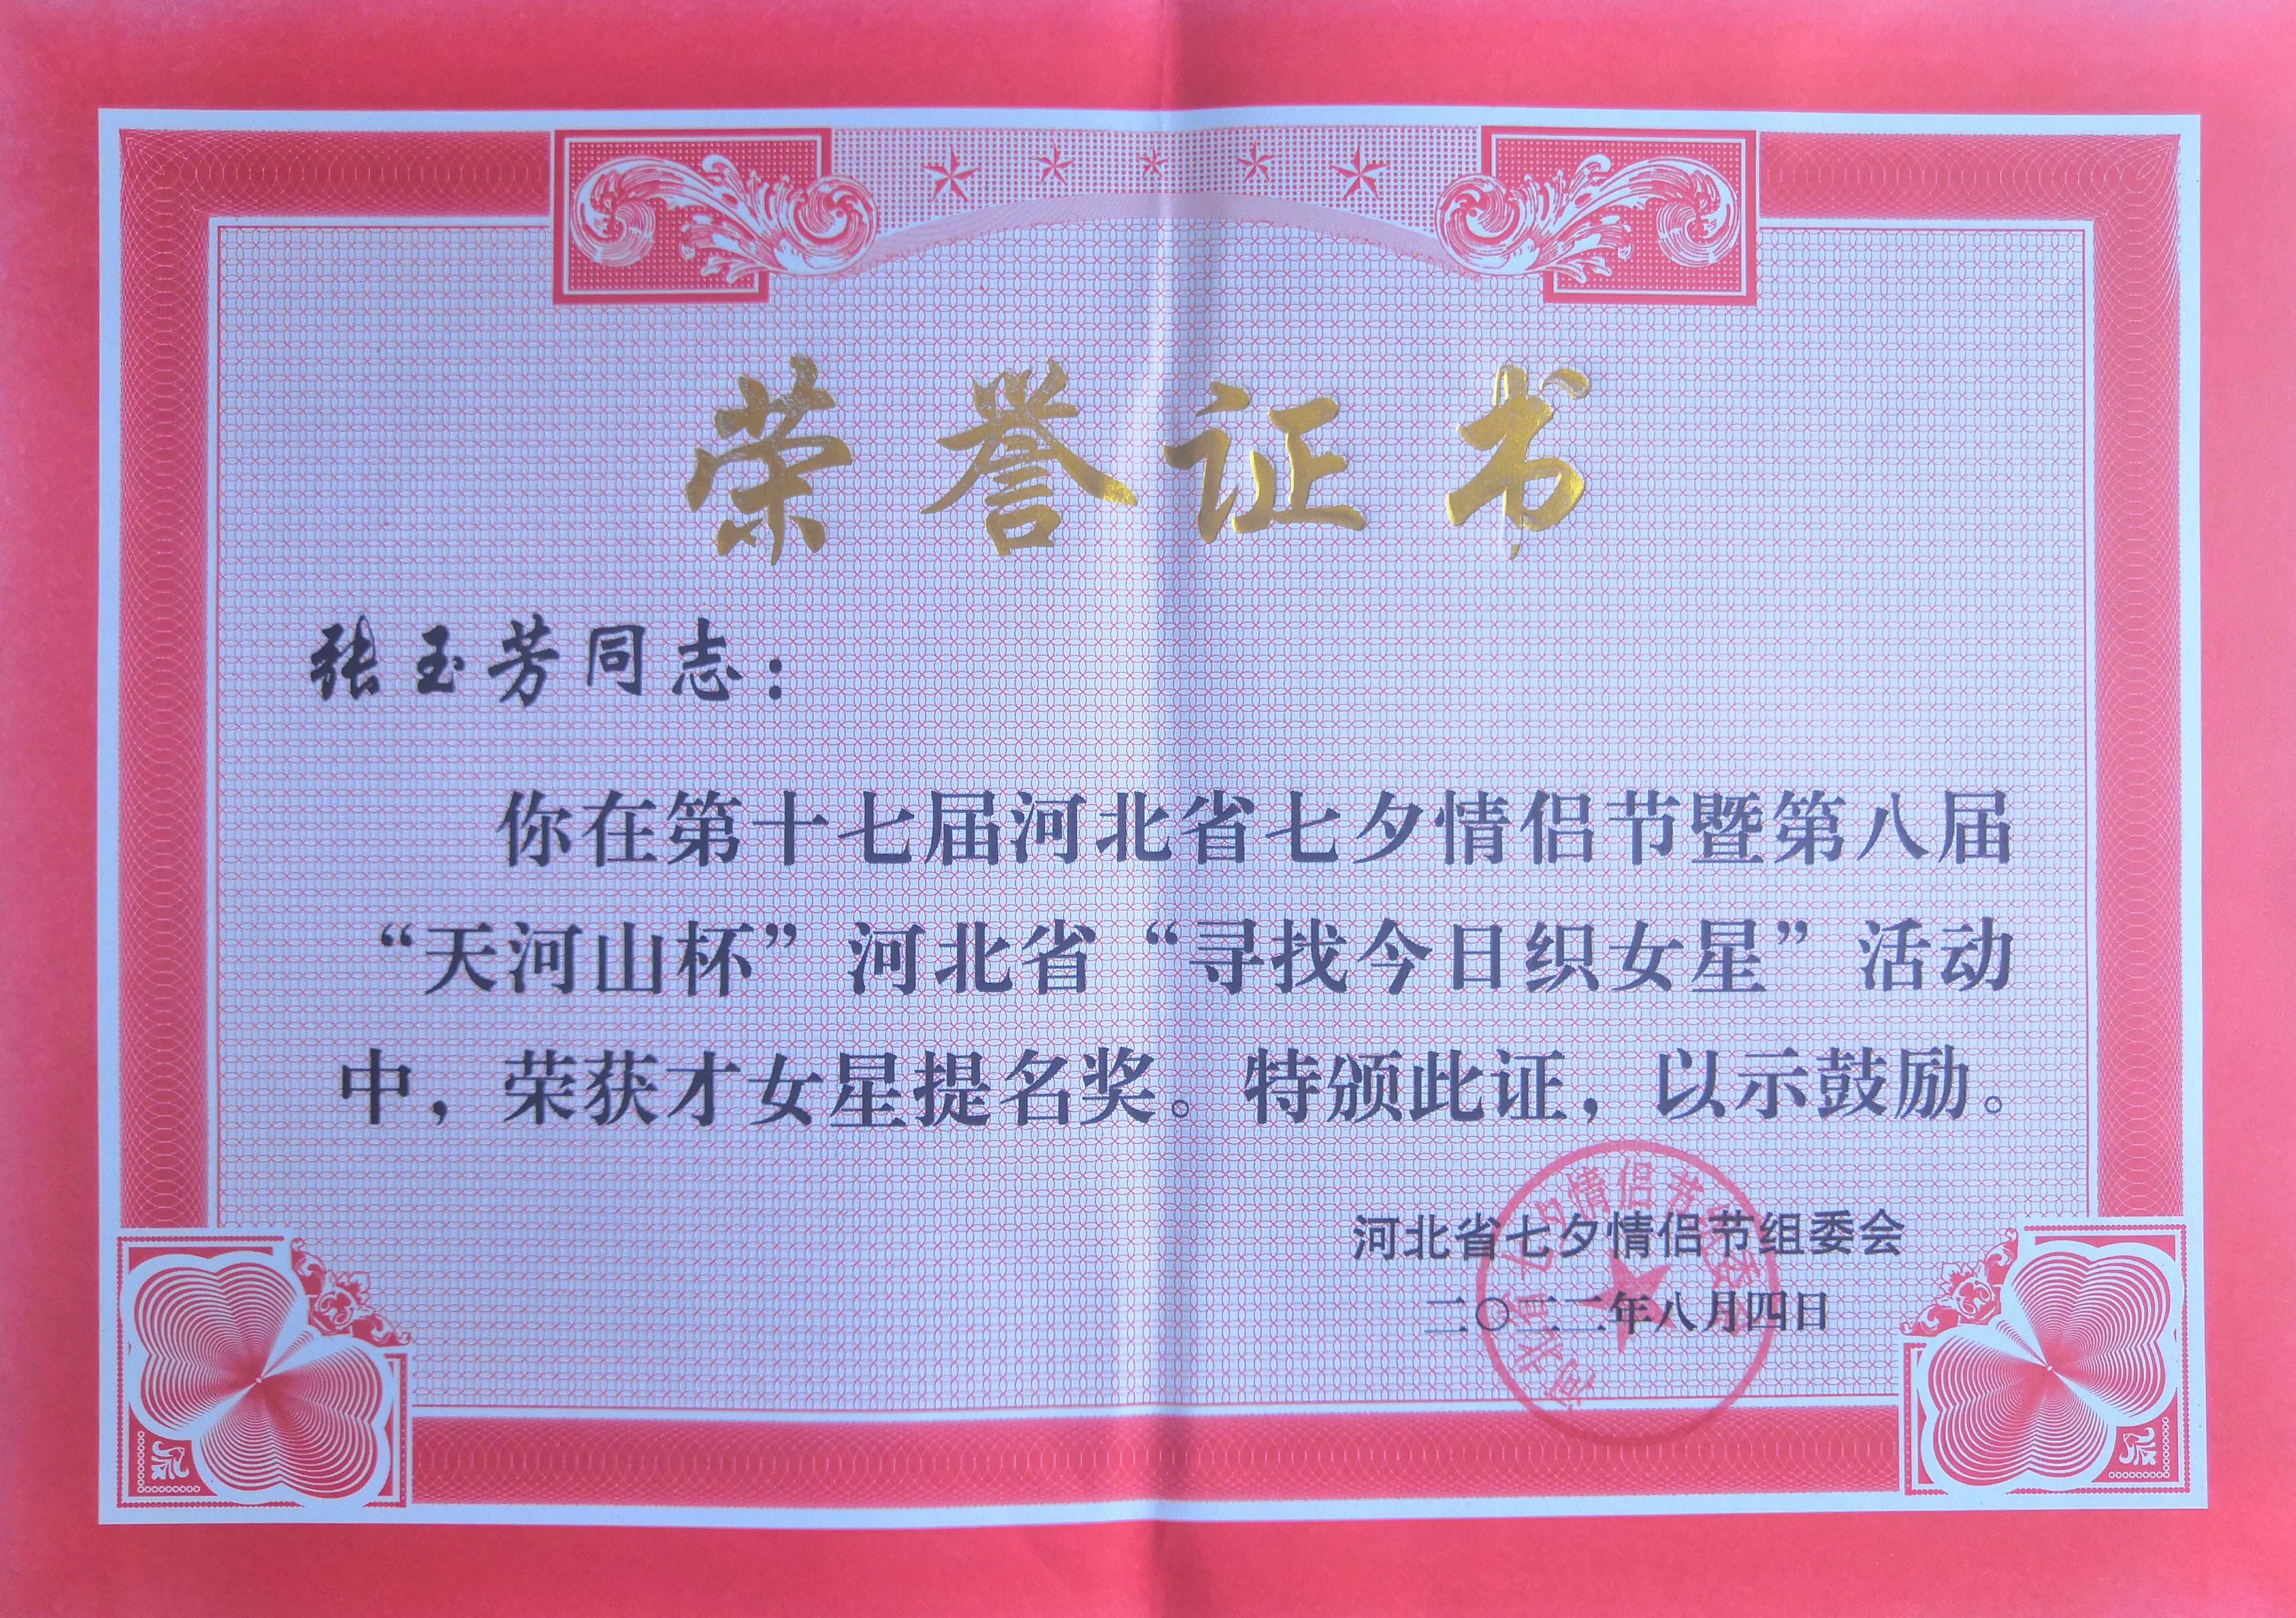 荣誉证书
张玉芳同志：
你在第十七届河北省七夕情侣节暨第八届
“天河山杯”河北省“寻找今日织女星”活动
中，荣获才女星提名奖。特颁此证，以示鼓励。
河北省七夕情侣节组委会
二〇二二年八月四日